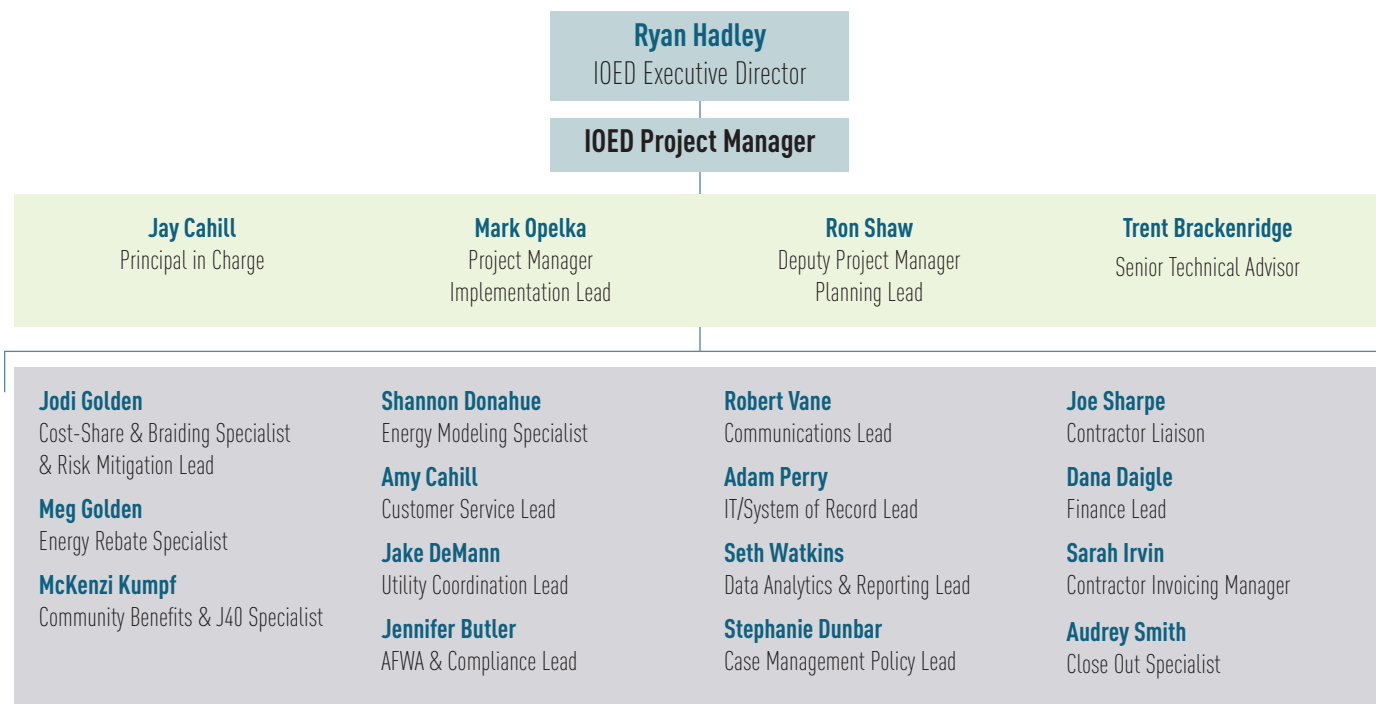 Ryan Hadley
IOED Executive Director
IOED Project Manager
Jay Cahill
Principal in Charge
Mark Opelka
Project Manager
Implementation Lead
Ron Shaw
Deputy Project Manager
Planning Lead
Trent Brackenridge
Senior Technical Advisor
Jodi Golden
Cost-Share & Braiding Specialist
& Risk Mitigation Lead
Meg Golden
Energy Rebate Specialist
McKenzi Kumpf
Community Benefits & J40 Specialist
Shannon Donahue
Energy Modeling Specialist
Amy Cahill
Customer Service Lead
Jake DeMann
Utility Coordination Lead
Jennifer Butler
AFWA & Compliance Lead
Robert Vane
Communications Lead
Adam Perry
IT/System of Record Lead
Seth Watkins
Data Analytics & Reporting Lead
Stephanie Dunbar
Case Management Policy Lead
Joe Sharpe
Contractor Liaison
Dana Daigle
Finance Lead
Sarah Irvin
Contractor Invoicing Manager
Audrey Smith
Close Out Specialist